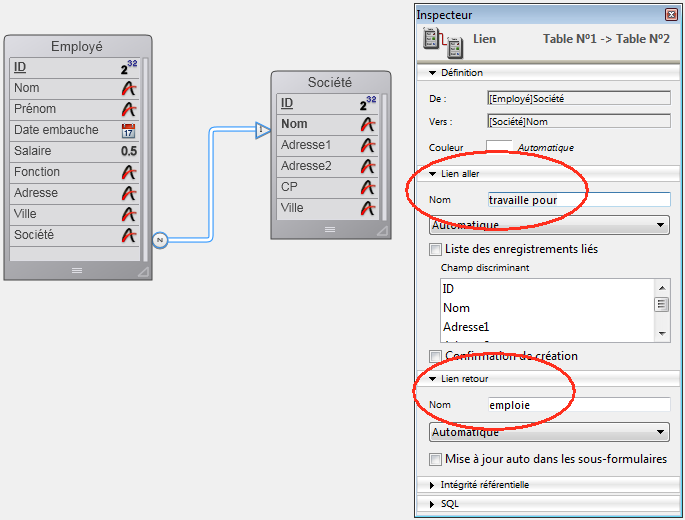 Employé
ID 2 32
Nom
Prénom
Date embauche 17
Salaire 0.5
Fonction
Adresse
Ville
Société
N
1
Société
ID 2 32
Nom
Adresse1
Adresse2
CP
Ville
Inspecteur
Lien Table Nº1 -> Table Nº2
Définition
De : [Employé]Société
Vers : [Société]Nom
Couleur Automatique
Lien aller
Nom travaille pour
Automatique
Liste des enregistrements liés
Champ discriminant
ID
Nom
Adresse1
Confirmation de création
Lien retour
Nom emploie
Automatique
Mise à jour auto dans les sous-formulaires
Intégrité référentielle
SQL